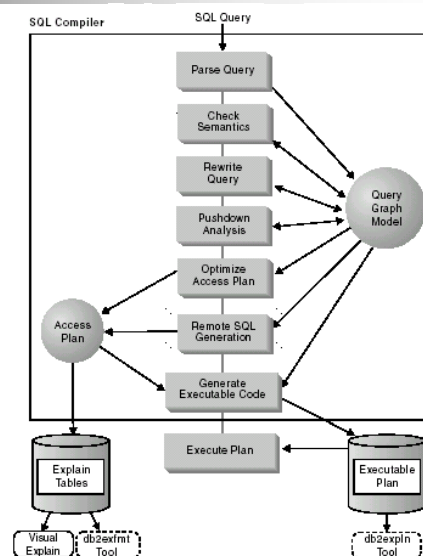 SQL Query
SQL Compiler
Parse Query
Check
Semantics
Rewrite
Query
Query
Graph
Model
Pushdown
Analysis
Optimize
Access Plan
Access
Plan
Remote SQL
Generation
Generate
Executable Code
Execute Plan
Explain
Tables
Executable
Plan
Visual
Explain
db2exfmt
Tool
db2expln
Tool